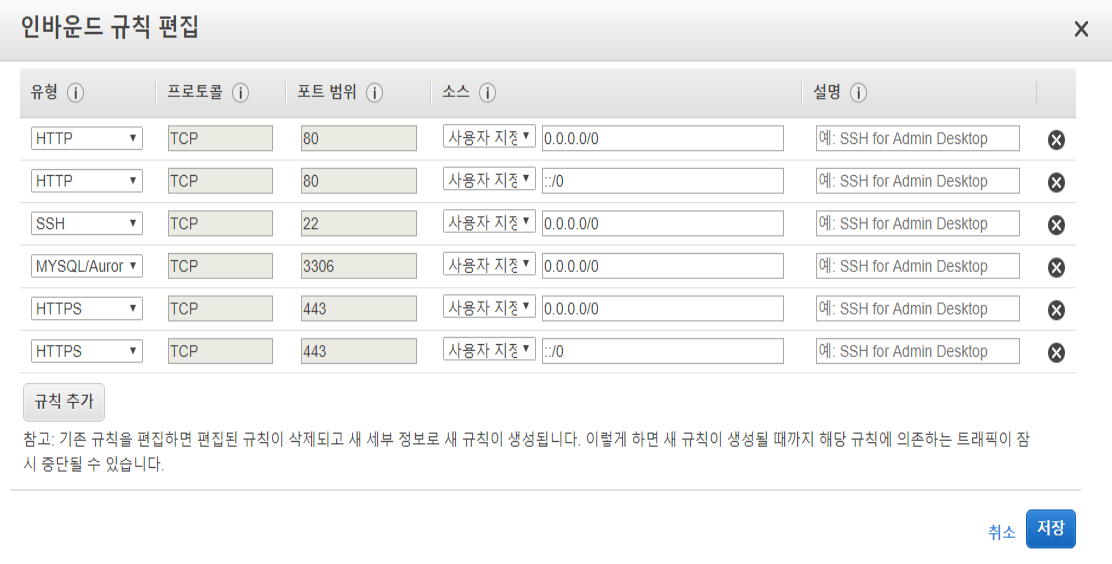 인바운드 규칙 편집
유형 프로토콜 포트 범위 소스 설명
HTTP TCP 80 사용자 지정 0.0.0.0/0 예: SSH for Admin Desktop
HTTP TCP 80 사용자 지정 ::/0 예: SSH for Admin Desktop
SSH TCP 22 사용자 지정 0.0.0.0/0 예: SSH for Admin Desktop
MYSQL/Auror TCP 3306 사용자 지정 0.0.0.0/0 예: SSH for Admin Desktop
HTTPS TCP 443 사용자 지정 0.0.0.0/0 예: SSH for Admin Desktop
HTTPS TCP 443 사용자 지정 ::/0 예: SSH for Admin Desktop
규칙 추가
참고: 기존 규칙을 편집하면 편집된 규칙이 삭제되고 새 세부 정보로 새 규칙이 생성됩니다. 이렇게 하면 새 규칙이 생성될 때까지 해당 규칙에 의존하는 트래픽이 잠
시 중단될 수 있습니다.
취소 저장